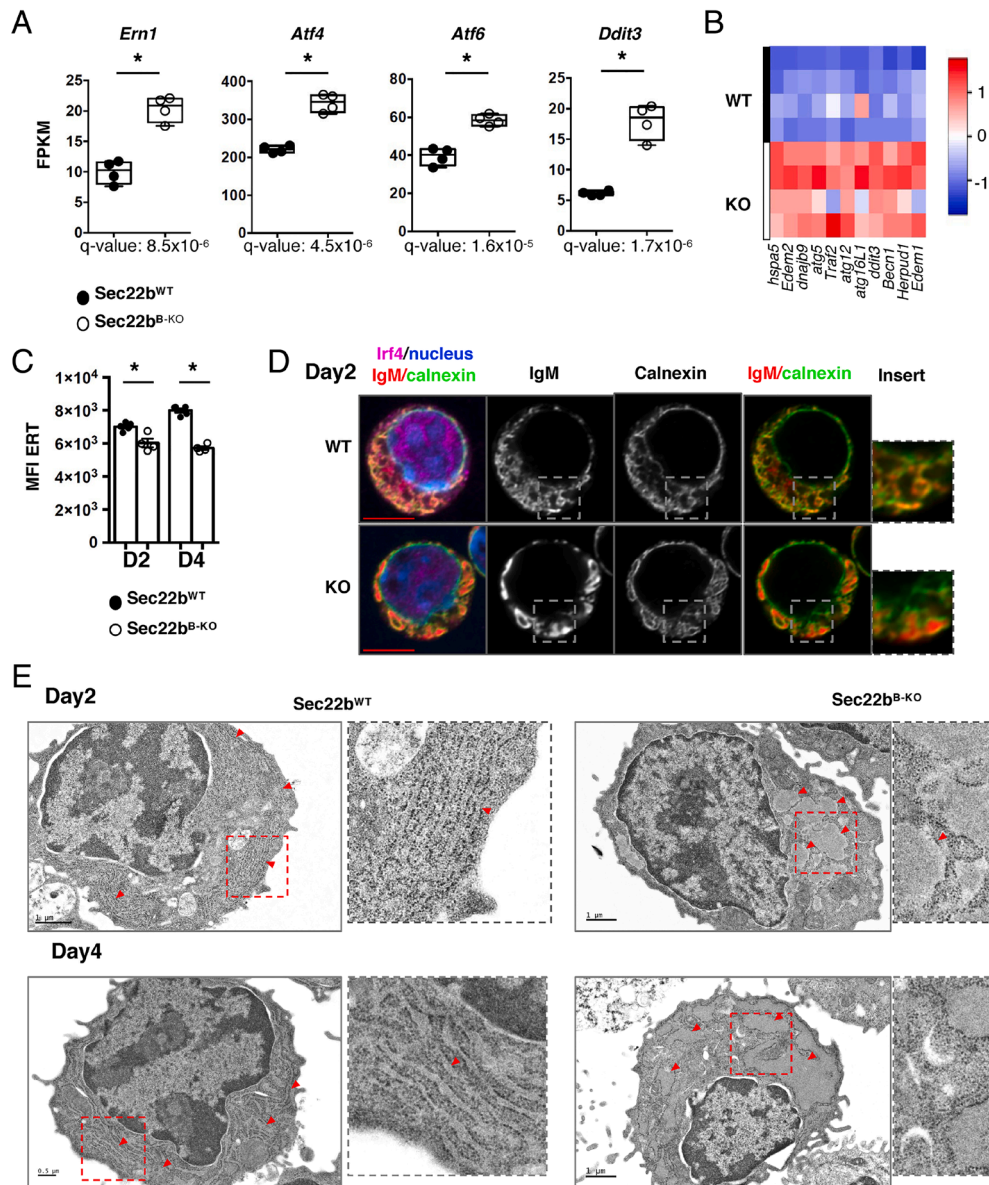 A
B
Ern1
Atf4
Atf6
Ddit3
*
*
*
*
FPKM
25
20
15
10
5
0
400
300
200
100
0
80
60
40
20
0
25
20
15
10
5
0
q-value: 8.5x10-6
q-value: 4.5x10-6
q-value: 1.6x10-5
q-value: 1.7x10-6
Sec22bWT
Sec22bB-KO
WT
KO
1
0
-1
hspa5
Edem2
dnajb9
atg5
Traf2
atg12
atg16L1
ddit3
Becn1
Herpud1
Edem1
C
MFI ERT
1×104
8×103
6×103
4×103
2×103
0
*
*
D2
D4
Sec22bWT
Sec22bB-KO
D
Day2
Irf4/nucleus
IgM/calnexin
IgM
Calnexin
IgM/calnexin
Insert
WT
KO
E
Day2
Sec22bWT
Sec22bB-KO
1 µm
1 µm
Day4
0.5 µm
1 µm